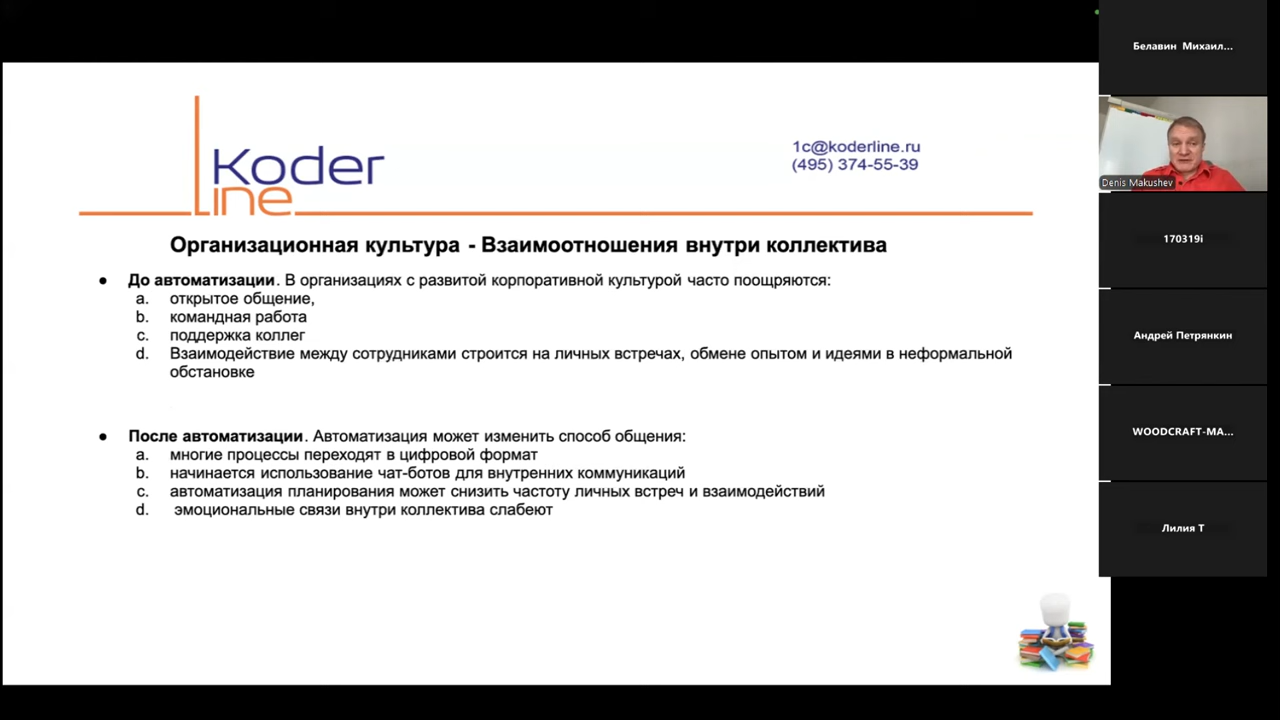 Koder
Line
1c@koderline.ru
(495) 374-55-39
Организационная культура - Взаимоотношения внутри коллектива
● До автоматизации. В организациях с развитой корпоративной культурой часто поощряются:
a. открытое общение,
b. командная работа
c. поддержка коллег
d. Взаимодействие между сотрудниками строится на личных встречах, обмене опытом и идеями в неформальной
обстановке
● После автоматизации. Автоматизация может изменить способ общения:
a. многие процессы переходят в цифровой формат
b. начинается использование чат-ботов для внутренних коммуникаций
c. автоматизация планирования может снизить частоту личных встреч и взаимодействий
d. эмоциональные связи внутри коллектива слабеют
Белавин Михаил...
Denis Makushev
170319i
Андрей Петрянкин
WOODCRAFT-MA...
Лилия Т